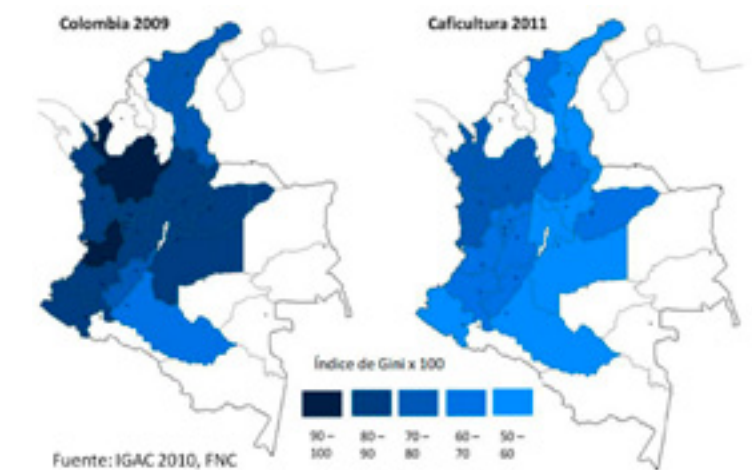 Colombia 2009
Caficultura 2011
Índice de Gini x 100
90 – 100
80 – 90
70 – 80
60 – 70
50 – 60
Fuente: IGAC 2010, FNC